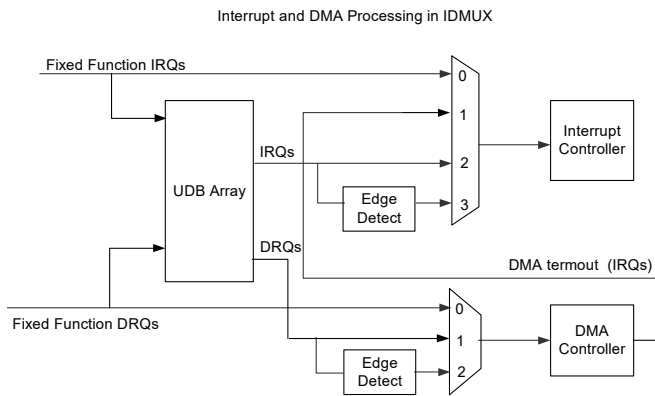 Interrupt and DMA Processing in IDMUX
Fixed Function IRQs
0
1
Interrupt
Controller
IRQs
2
UDB Array
Edge
Detect
3
DRQs
DMA termout (IRQs)
0
Fixed Function DRQs
DMA
Controller
1
Edge
Detect
2